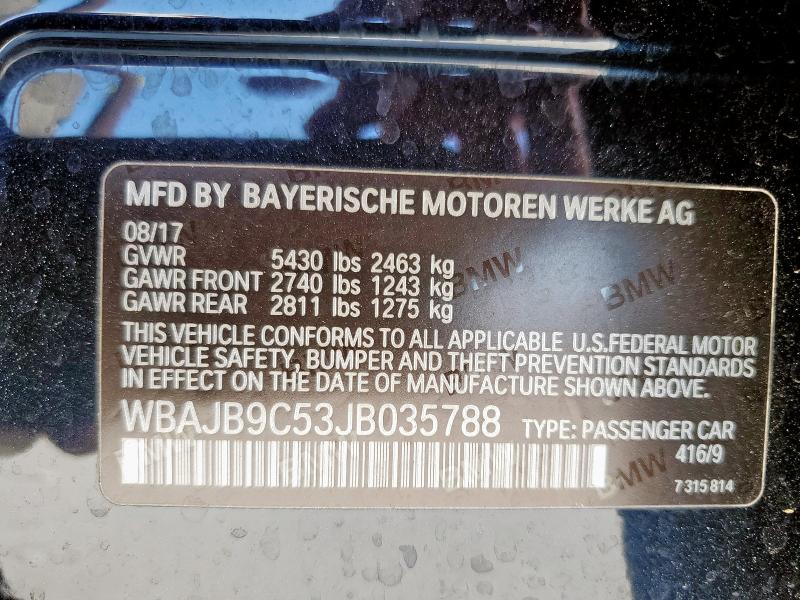 MFD BY BAYERISCHE MOTOREN WERKE AG
08/17
GVWR 5430 lbs 2463 kg
GAWR FRONT 2740 lbs 1243 kg
GAWR REAR 2811 lbs 1275 kg
THIS VEHICLE CONFORMS TO ALL APPLICABLE U.S.FEDERAL MOTOR
VEHICLE SAFETY, BUMPER AND THEFT PREVENTION STANDARDS
IN EFFECT ON THE DATE OF MANUFACTURE SHOWN ABOVE.
WBAJB9C53JB035788 TYPE: PASSENGER CAR
416/9
7 315 814
BMW
BMW
BMW